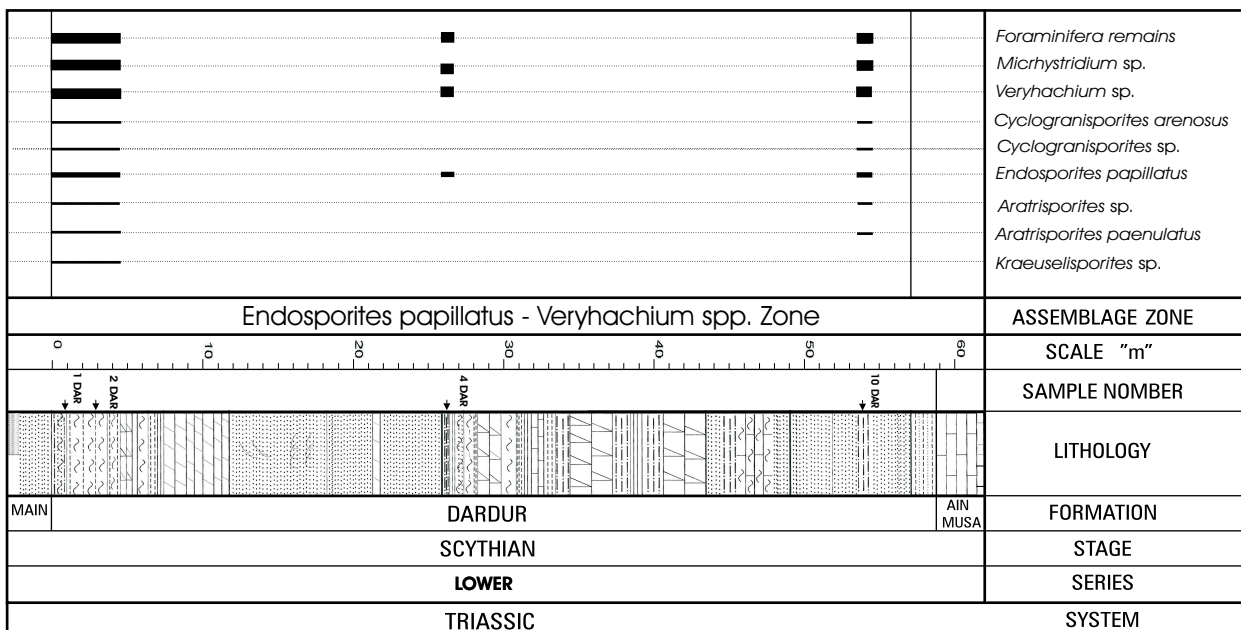 Foraminifera remains
Micrhystridium sp.
Veryhachium sp.
Cyclogranisporites arenosus
Cyclogranisporites sp.
Endosporites papillatus
Aratrisporites sp.
Aratrisporites paenulatus
Kraeuselisporites sp.
Endosporites papillatus - Veryhachium spp. Zone
ASSEMBLAGE ZONE
0 10 20 30 40 50 60
SCALE "m"
1 DAR 2 DAR 4 DAR 10 DAR
SAMPLE NOMBER
LITHOLOGY
MAIN
DARDUR
AIN
MUSA
FORMATION
SCYTHIAN
STAGE
LOWER
SERIES
TRIASSIC
SYSTEM